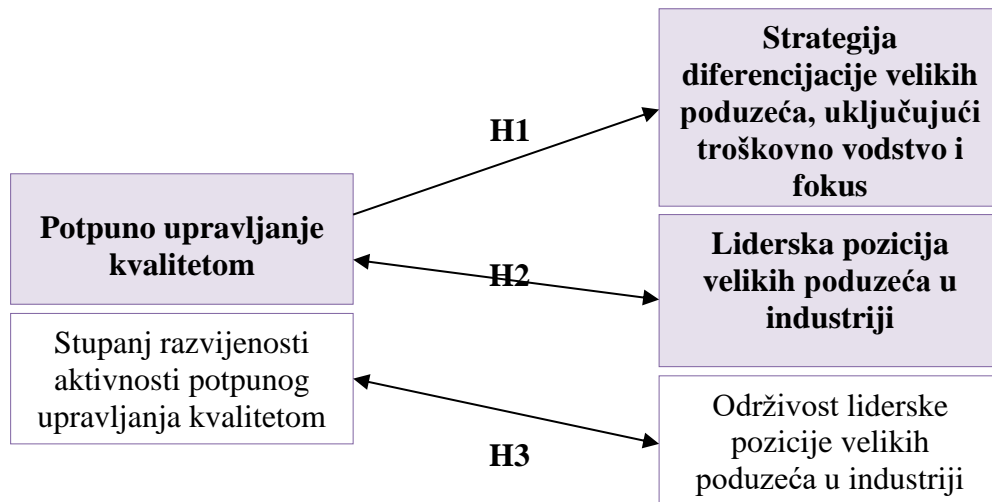 Strategija
diferencijacije velikih
poduzeća, uključujući
troškovno vodstvo i
fokus
H1
Potpuno upravljanje
kvalitetom
Liderska pozicija
velikih poduzeća u
industriji
H2
Stupanj razvijenosti
aktivnosti potpunog
upravljanja kvalitetom
Održivost liderske
pozicije velikih
poduzeća u industriji
H3